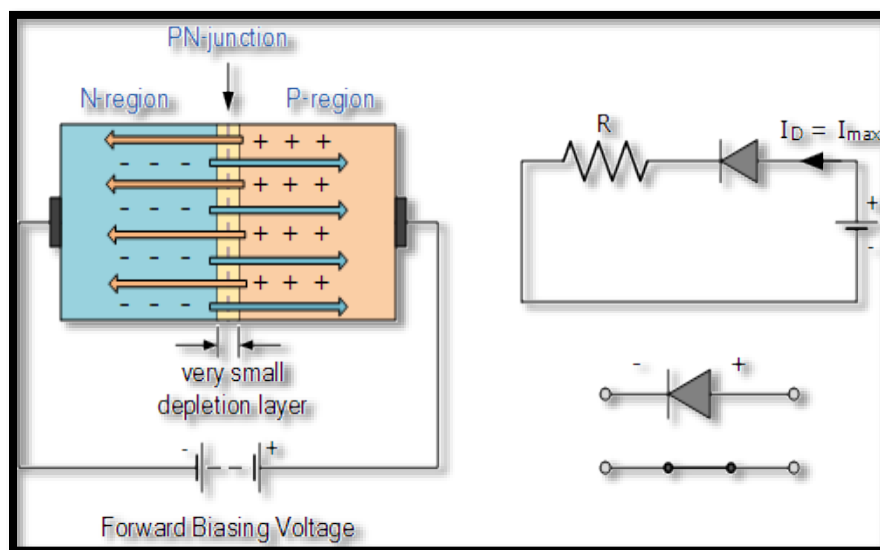 PN-junction
N-region
P-region
+ + +
- - -
+ + +
- - -
+ + +
- - -
+ + +
- - -
very small
depletion layer
- +
Forward Biasing Voltage
R
I_D = I_max
+
-
- +